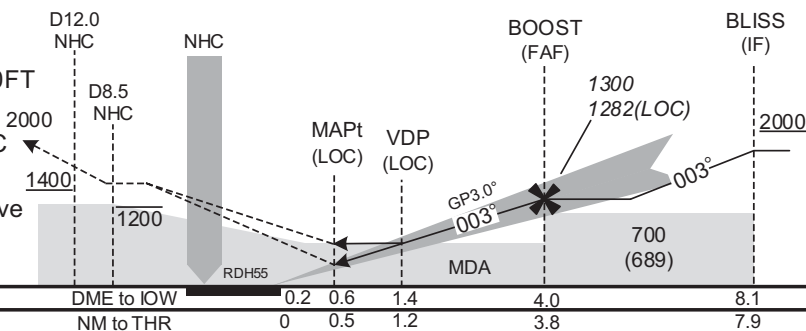 D12.0
NHC
NHC
BOOST
(FAF)
BLISS
(IF)
0FT
D8.5
NHC
1300
1282(LOC)
2000
C
MAPt
(LOC)
VDP
(LOC)
2000
1400
003°
GP3.0°
003°
ve
1200
700
(689)
RDH55
MDA
DME to IOW 0.2 0.6 1.4 4.0 8.1
NM to THR 0 0.5 1.2 3.8 7.9